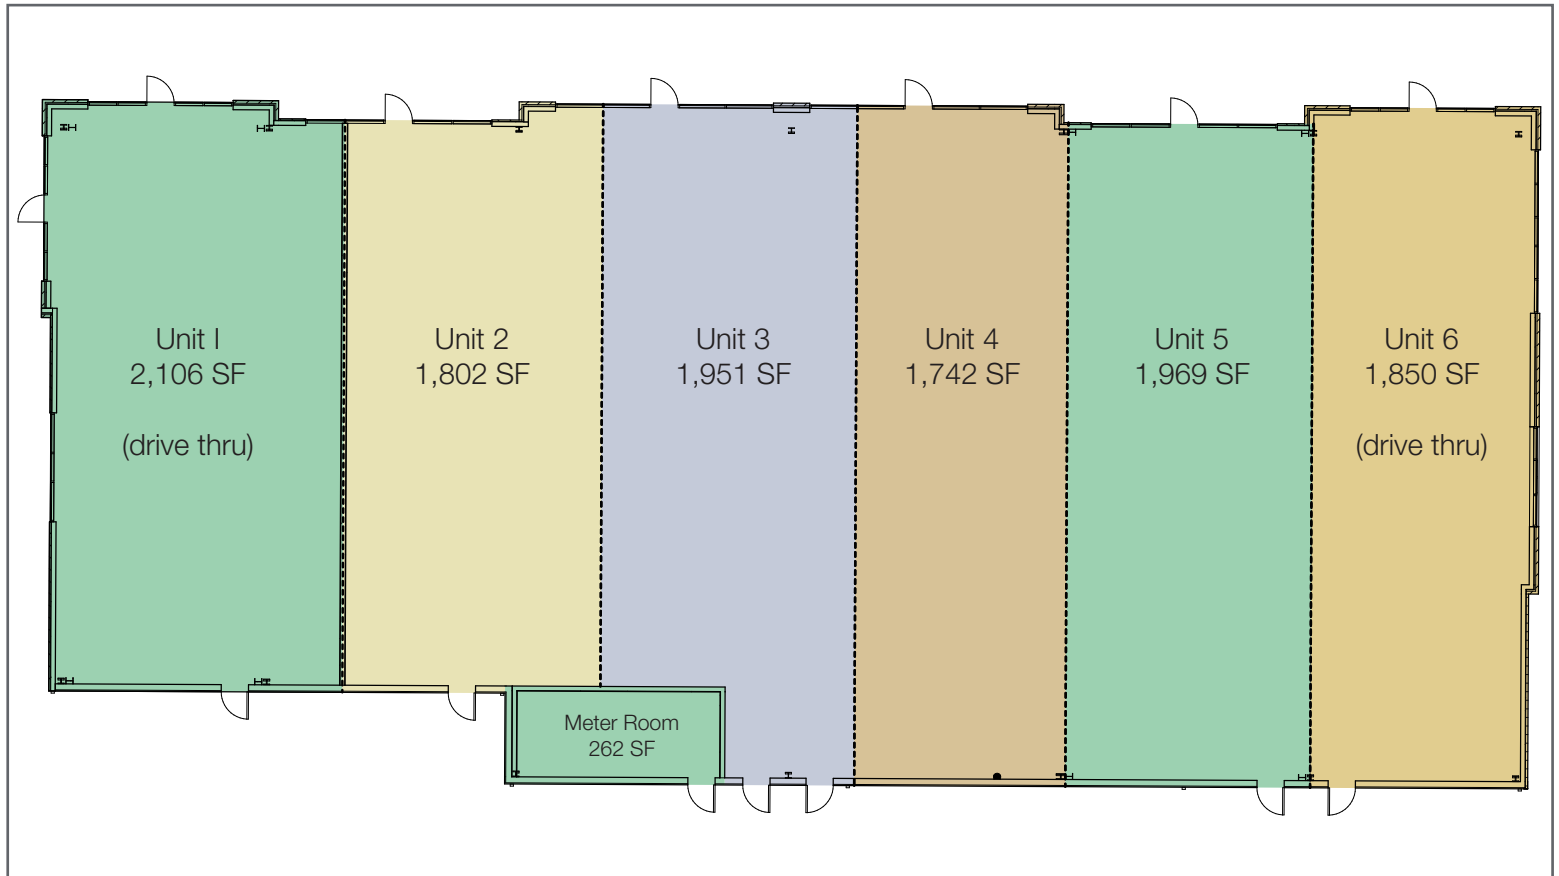 Unit I
2,106 SF
(drive thru)
Unit 2
1,802 SF
Unit 3
1,951 SF
Unit 4
1,742 SF
Unit 5
1,969 SF
Unit 6
1,850 SF
(drive thru)
Meter Room
262 SF